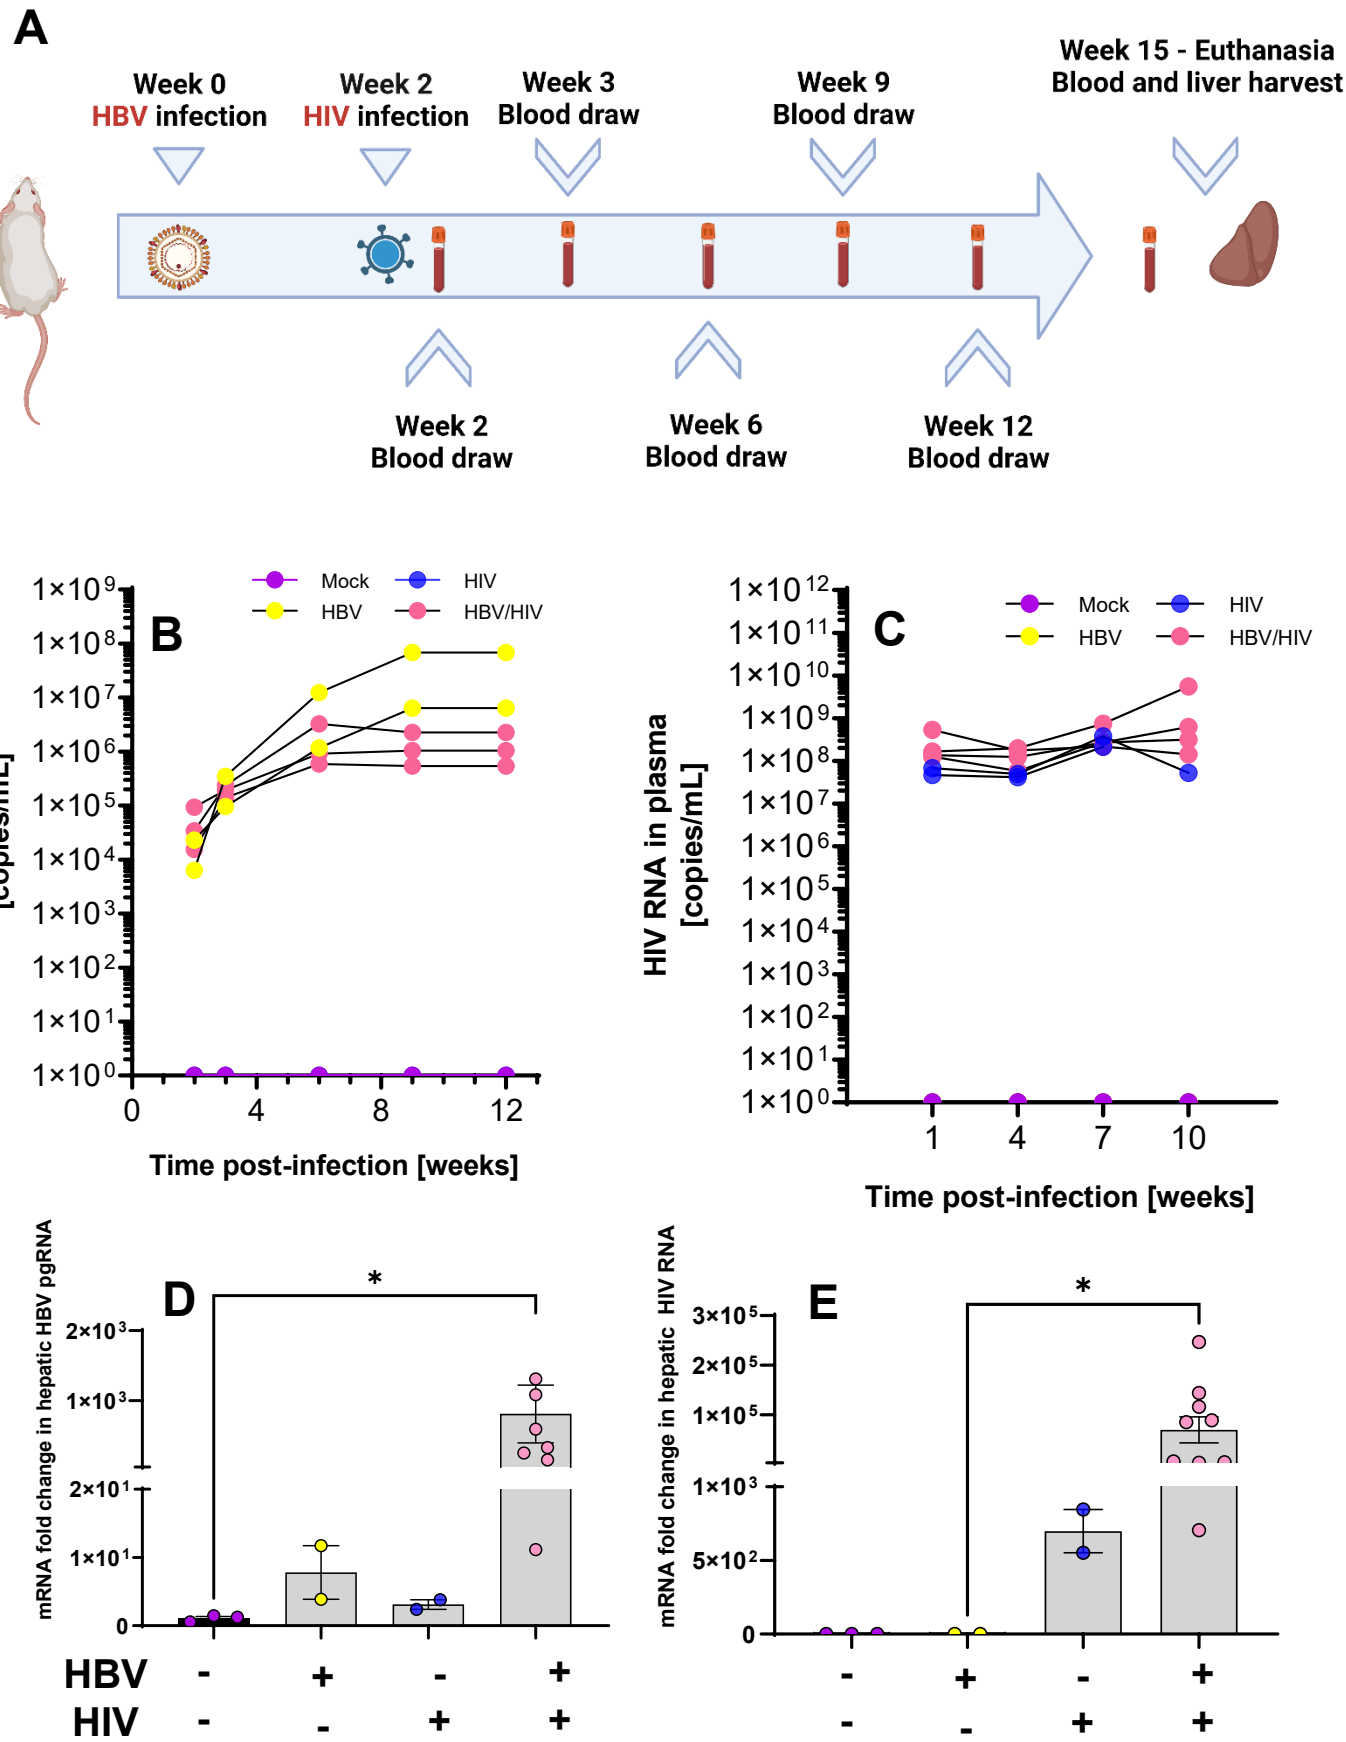 A
Week 0
HBV infection
Week 2
HIV infection
Week 3
Blood draw
Week 9
Blood draw
Week 15 - Euthanasia
Blood and liver harvest
Week 2
Blood draw
Week 6
Blood draw
Week 12
Blood draw
B
Mock
HIV
HBV
HBV/HIV
1×10⁹
1×10⁸
1×10⁷
1×10⁶
1×10⁵
1×10⁴
1×10³
1×10²
1×10¹
1×10⁰
0 4 8 12
Time post-infection [weeks]
C
Mock
HIV
HBV
HBV/HIV
HIV RNA in plasma
[copies/mL]
1×10¹²
1×10¹¹
1×10¹⁰
1×10⁹
1×10⁸
1×10⁷
1×10⁶
1×10⁵
1×10⁴
1×10³
1×10²
1×10¹
1×10⁰
1 4 7 10
Time post-infection [weeks]
D
mRNA fold change in hepatic HBV pgRNA
*
2×10³
1×10³
2×10¹
1×10¹
0
HBV - + - +
HIV - - + +
E
mRNA fold change in hepatic HIV RNA
*
3×10⁵
2×10⁵
1×10⁵
1×10³
5×10²
0
- + - +
- - + +